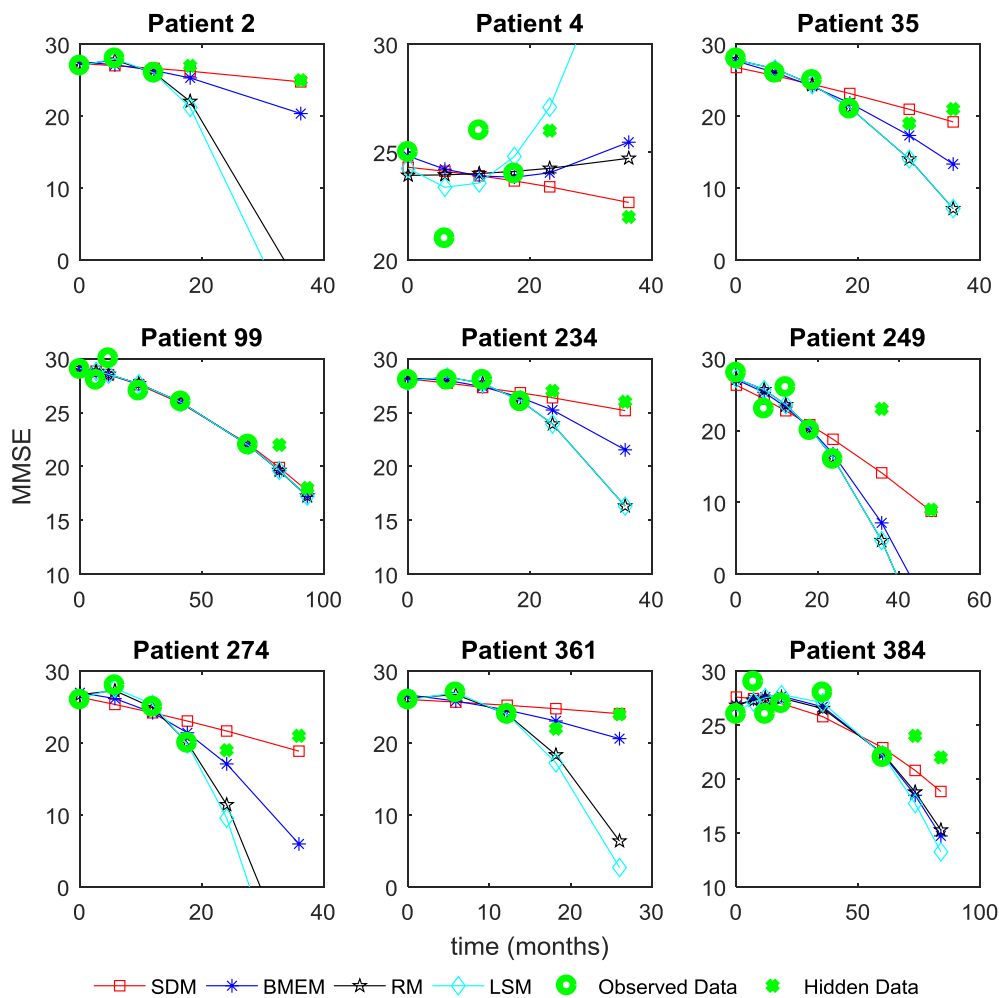 Patient 2 Patient 4 Patient 35
30 30 30
20 25 20
10 10
0 20 0
0 20 40 0 20 40 0 20 40
Patient 99 Patient 234 Patient 249
30 30 30
25 25 20
20 20
15 15 10
10 10 0
0 50 100 0 20 40 0 20 40 60
MMSE
Patient 274 Patient 361 Patient 384
30 30 30
20 20 25
20
10 10 15
0 0 10
0 20 40 0 10 20 30 0 50 100
time (months)
SDM BMEM RM LSM Observed Data Hidden Data